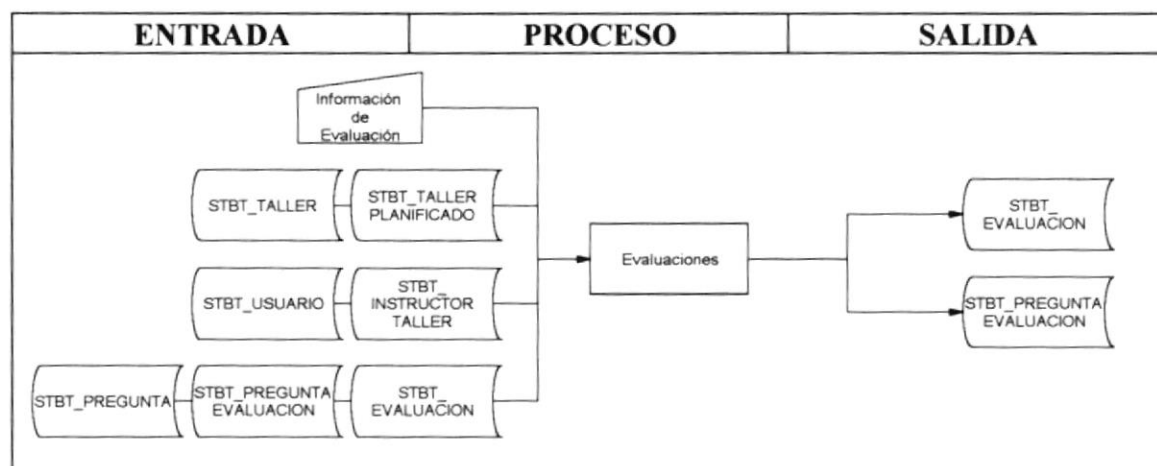 ENTRADA PROCESO SALIDA
Información
de
Evaluación
STBT_TALLER
STBT_TALLER
PLANIFICADO
STBT_USUARIO
STBT_
INSTRUCTOR
TALLER
STBT_PREGUNTA
STBT_PREGUNTA
EVALUACION
STBT_
EVALUACION
Evaluaciones
STBT_
EVALUACION
STBT_PREGUNTA
EVALUACION